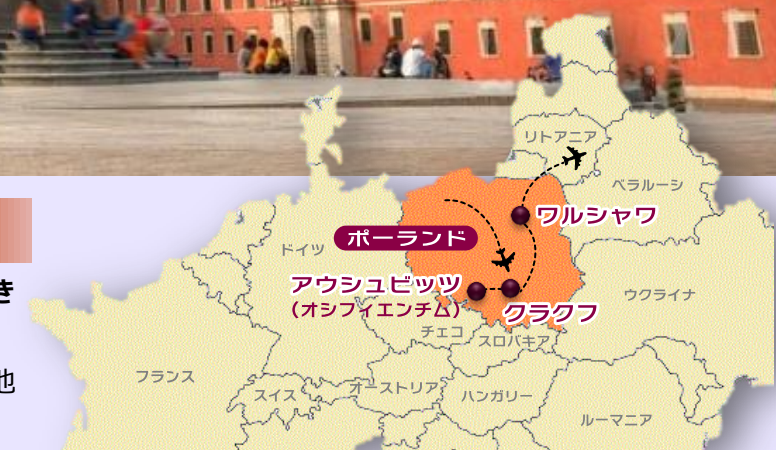 リトアニア
ベラルーシ
ワルシャワ
ポーランド
ドイツ
アウシュビッツ
(オシフィエンチム)
クラクフ
ウクライナ
チェコ
スロバキア
フランス
スイス
オーストリア
ハンガリー
ルーマニア
き
他